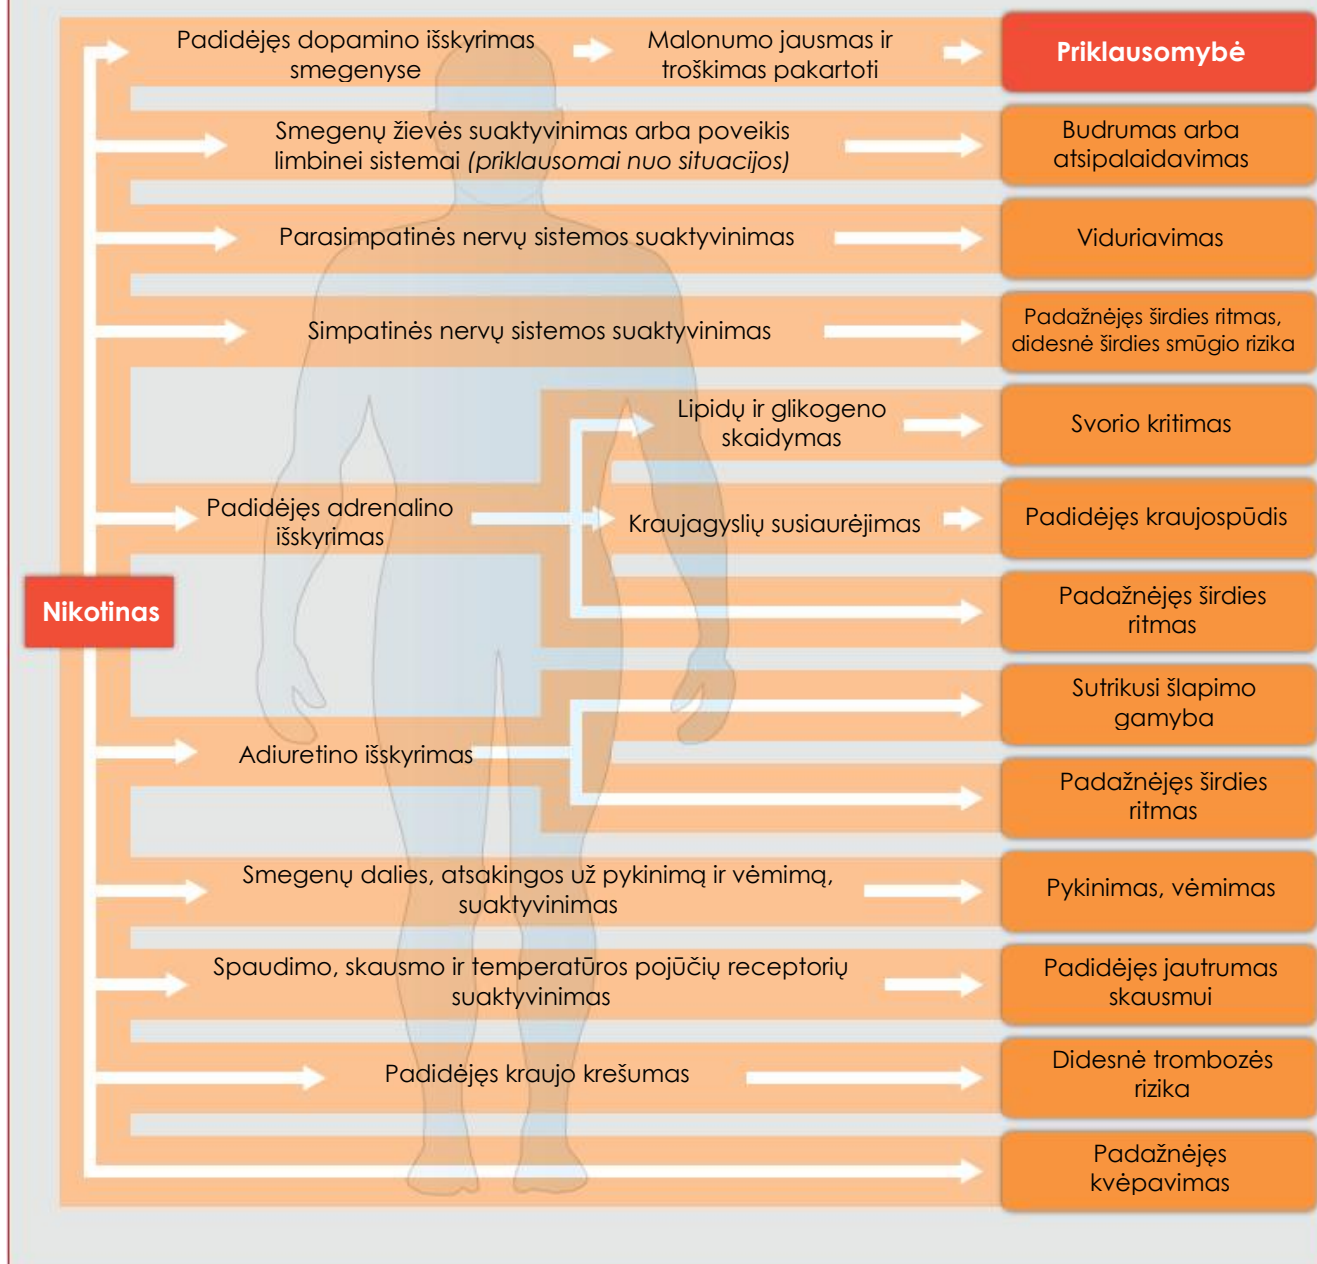 Padidėjęs dopamino išskyrimas
smegenyse
Malonumo jausmas ir
troškimas pakartoti
Priklausomybė
Smegenų žievės suaktyvinimas arba poveikis
limbinei sistemai (priklausomai nuo situacijos)
Budrumas arba
atsipalaidavimas
Parasimpatinės nervų sistemos suaktyvinimas
Viduriavimas
Simpatinės nervų sistemos suaktyvinimas
Padažnėjęs širdies ritmas,
didesnė širdies smūgio rizika
Lipidų ir glikogeno
skaidymas
Svorio kritimas
Padidėjęs adrenalino
išskyrimas
Kraujagyslių susiaurėjimas
Padidėjęs kraujospūdis
Nikotinas
Padažnėjęs širdies
ritmas
Sutrikusi šlapimo
gamyba
Adiuretino išskyrimas
Padažnėjęs širdies
ritmas
Smegenų dalies, atsakingos už pykinimą ir vėmimą,
suaktyvinimas
Pykinimas, vėmimas
Spaudimo, skausmo ir temperatūros pojūčių receptorių
suaktyvinimas
Padidėjęs jautrumas
skausmui
Padidėjęs kraujo krešumas
Didesnė trombozės
rizika
Padažnėjęs
kvėpavimas